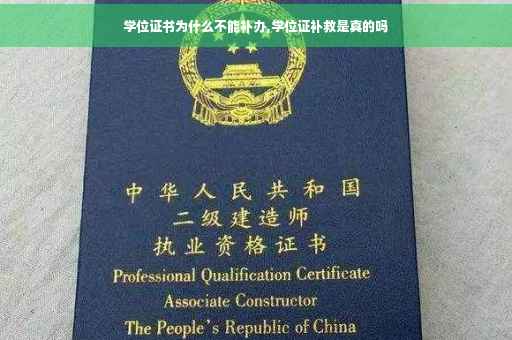 学位证书为什么不能补办,学位证补救是真的吗
中华人民共和国
二级建造师
执业资格证书
Professional Qualification Certificate
Associate Constructor
The People's Republic of China